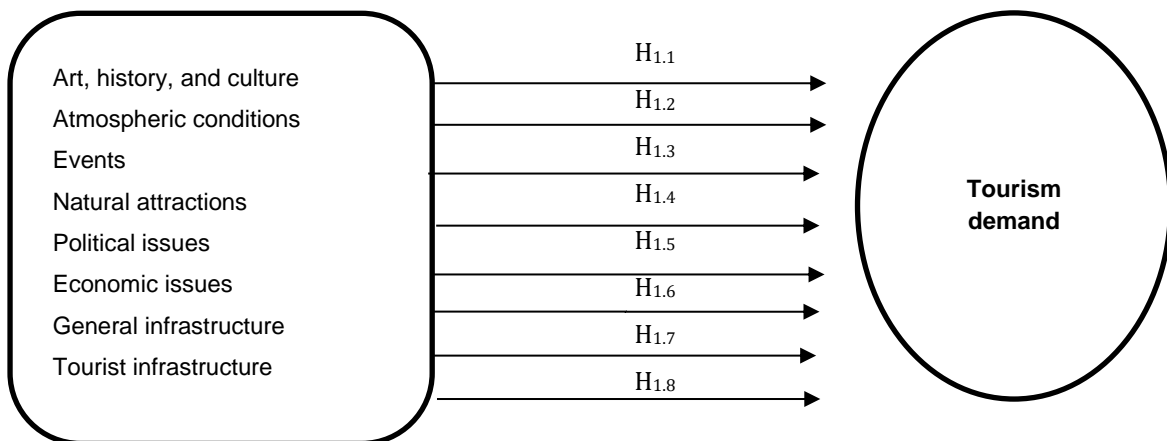 Art, history, and culture
Atmospheric conditions
Events
Natural attractions
Political issues
Economic issues
General infrastructure
Tourist infrastructure
H1.1
H1.2
H1.3
H1.4
H1.5
H1.6
H1.7
H1.8
Tourism
demand